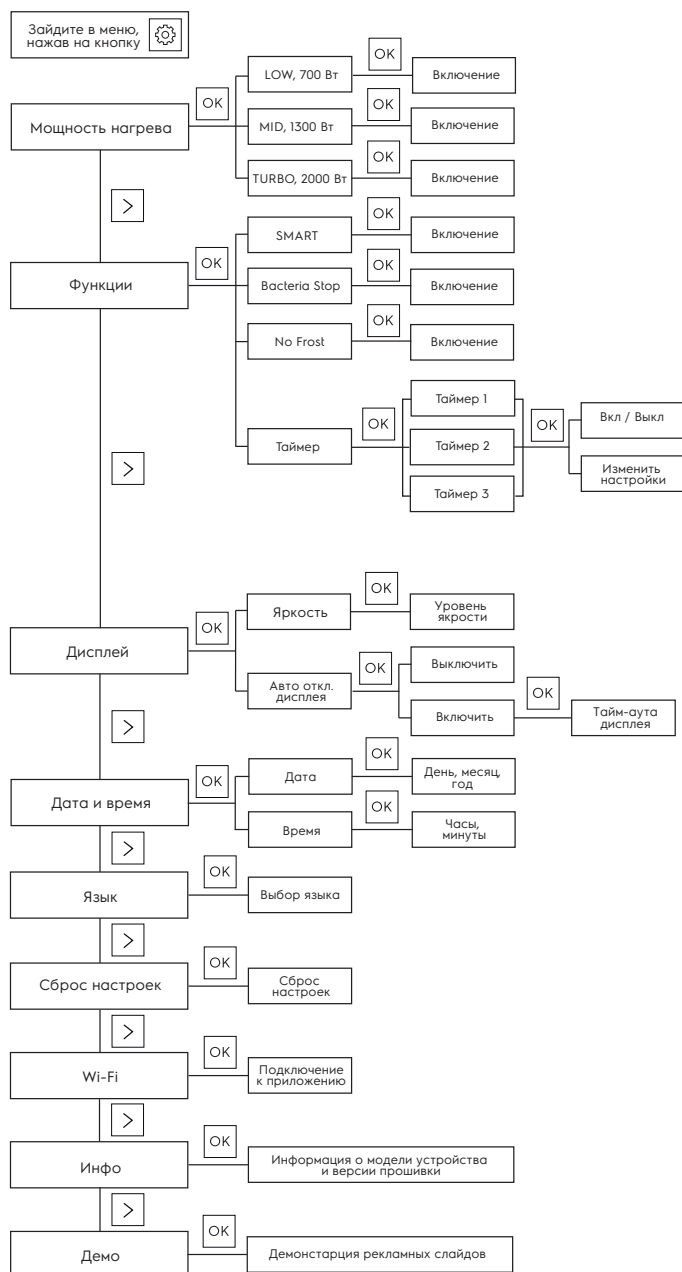 Зайдите в меню,
нажав на кнопку
OK
LOW, 700 Вт
OK
Включение
Мощность нагрева
MID, 1300 Вт
OK
Включение
TURBO, 2000 Вт
OK
Включение
>
Функции
OK
SMART
OK
Включение
Bacteria Stop
OK
Включение
No Frost
OK
Включение
Таймер
OK
Таймер 1
Таймер 2
Таймер 3
OK
Вкл / Выкл
Изменить
настройки
>
Дисплей
OK
Яркость
OK
Уровень
якрости
Авто откл.
дисплея
OK
Выключить
Включить
OK
Тайм-аута
дисплея
>
Дата и время
OK
Дата
OK
День, месяц,
год
Время
OK
Часы,
минуты
>
Язык
OK
Выбор языка
>
Сброс настроек
OK
Сброс
настроек
>
Wi-Fi
OK
Подключение
к приложению
>
Инфо
OK
Информация о модели устройства
и версии прошивки
>
Демо
OK
Демонстарция рекламных слайдов